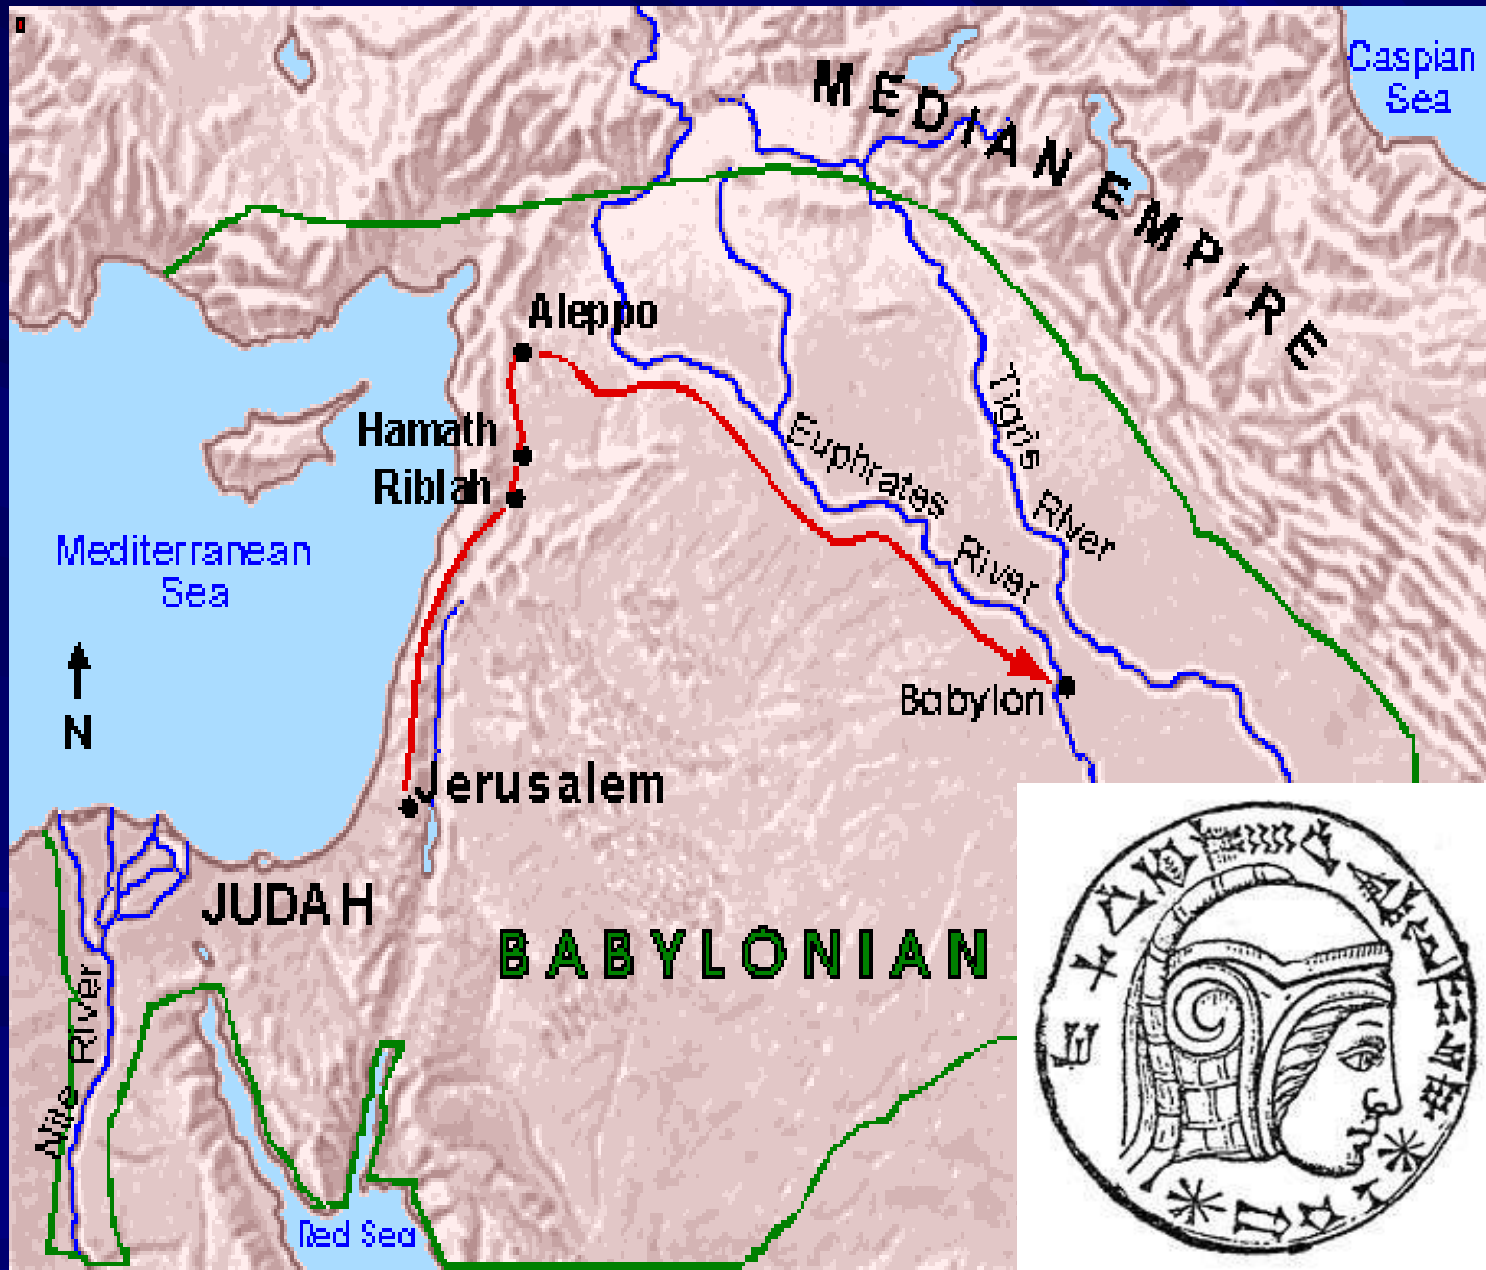 Caspian
Sea
MEDIAN EMPIRE
Aleppo
Hamath
Riblah
Tigris River
Euphrates River
Mediterranean
Sea
N
Babylon
Jerusalem
JUDAH
BABYLONIAN
Nile River
Red Sea